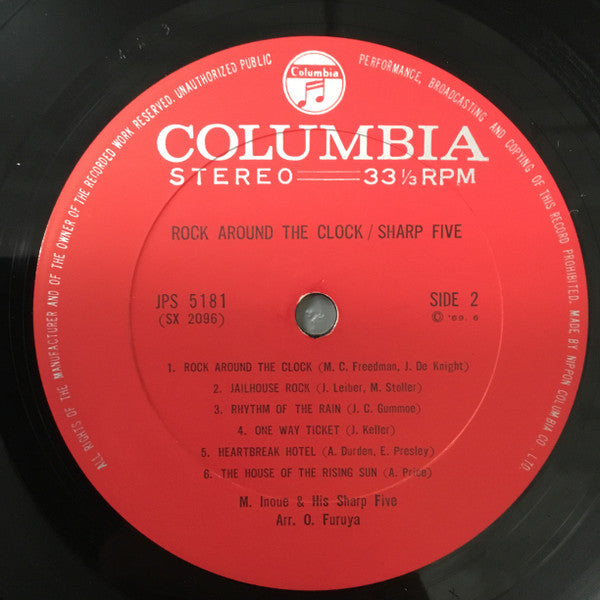 Columbia
COLUMBIA
STEREO 33 1/3 RPM
ROCK AROUND THE CLOCK / SHARP FIVE
JPS 5181
(SX 2096)
SIDE 2
Ⓒ '69. 6
1. ROCK AROUND THE CLOCK (M. C. Freedman, J. De Knight)
2. JAILHOUSE ROCK (J. Leiber, M. Stoller)
3. RHYTHM OF THE RAIN (J. C. Gummoe)
4. ONE WAY TICKET (J. Keller)
5. HEARTBREAK HOTEL (A. Durden, E. Presley)
6. THE HOUSE OF THE RISING SUN (A. Price)
M. Inoue & His Sharp Five
Arr. O. Furuya
ALL RIGHTS OF THE MANUFACTURER AND OF THE OWNER OF THE RECORDED WORK RESERVED. UNAUTHORIZED PUBLIC PERFORMANCE, BROADCASTING AND COPYING OF THIS RECORD PROHIBITED. MADE BY NIPPON COLUMBIA CO. LTD.